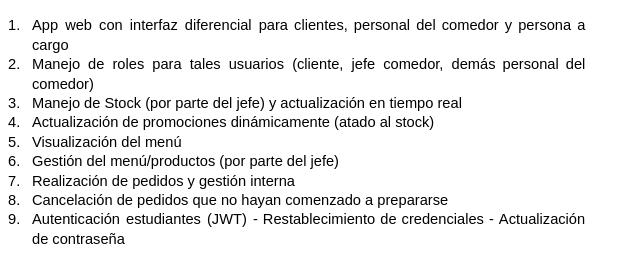 1. App web con interfaz diferencial para clientes, personal del comedor y persona a
cargo
2. Manejo de roles para tales usuarios (cliente, jefe comedor, demás personal del
comedor)
3. Manejo de Stock (por parte del jefe) y actualización en tiempo real
4. Actualización de promociones dinámicamente (atado al stock)
5. Visualización del menú
6. Gestión del menú/productos (por parte del jefe)
7. Realización de pedidos y gestión interna
8. Cancelación de pedidos que no hayan comenzado a prepararse
9. Autenticación estudiantes (JWT) - Restablecimiento de credenciales - Actualización
de contraseña